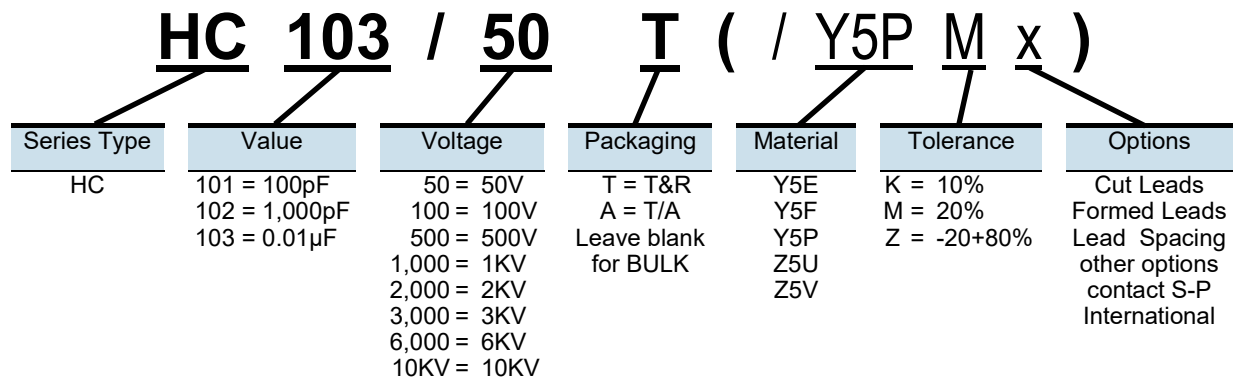 HC 103 / 50 T ( / Y5P M x )
Series Type Value Voltage Packaging Material Tolerance Options
HC 101 = 100pF 50 = 50V T = T&R Y5E K = 10% Cut Leads
102 = 1,000pF 100 = 100V A = T/A Y5F M = 20% Formed Leads
103 = 0.01µF 500 = 500V Leave blank Y5P Z = -20+80% Lead Spacing
1,000 = 1KV for BULK Z5U other options
2,000 = 2KV Z5V contact S-P
3,000 = 3KV International
6,000 = 6KV
10KV = 10KV